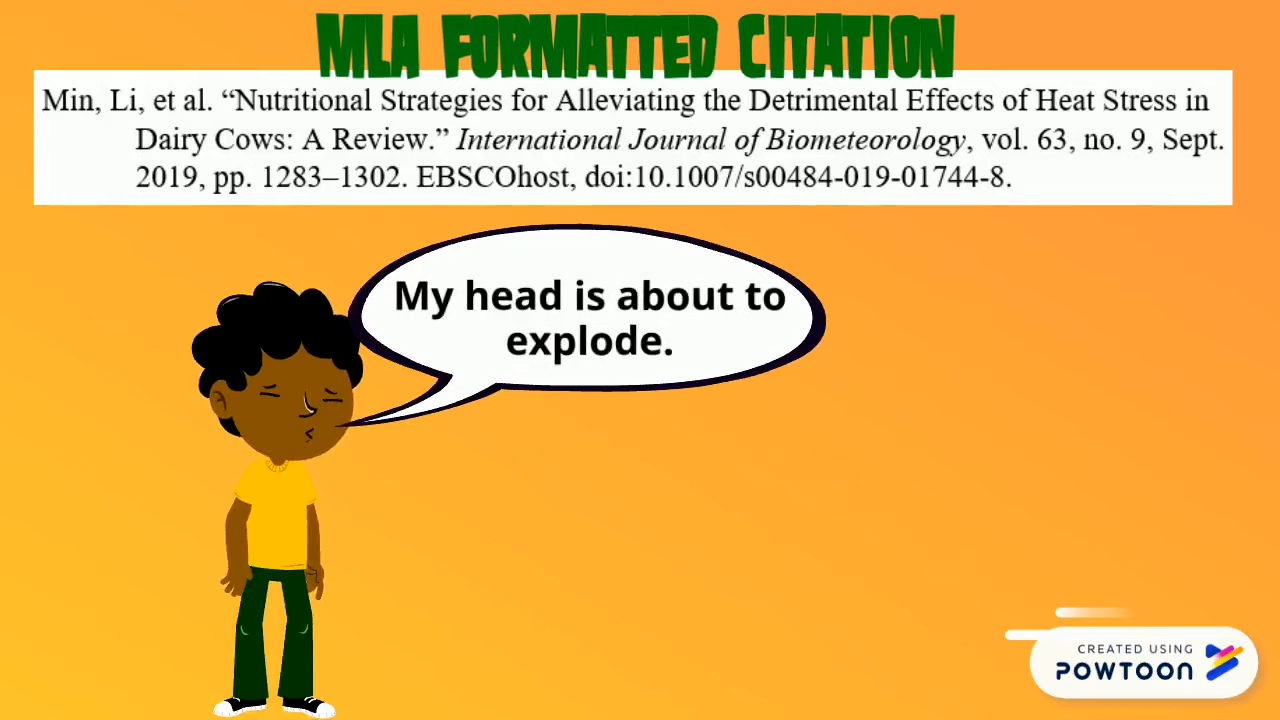 MLA FORMATTED CITATION
Min, Li, et al. “Nutritional Strategies for Alleviating the Detrimental Effects of Heat Stress in
Dairy Cows: A Review.” International Journal of Biometeorology, vol. 63, no. 9, Sept.
2019, pp. 1283–1302. EBSCOhost, doi:10.1007/s00484-019-01744-8.
My head is about to
explode.
CREATED USING
POWTOON